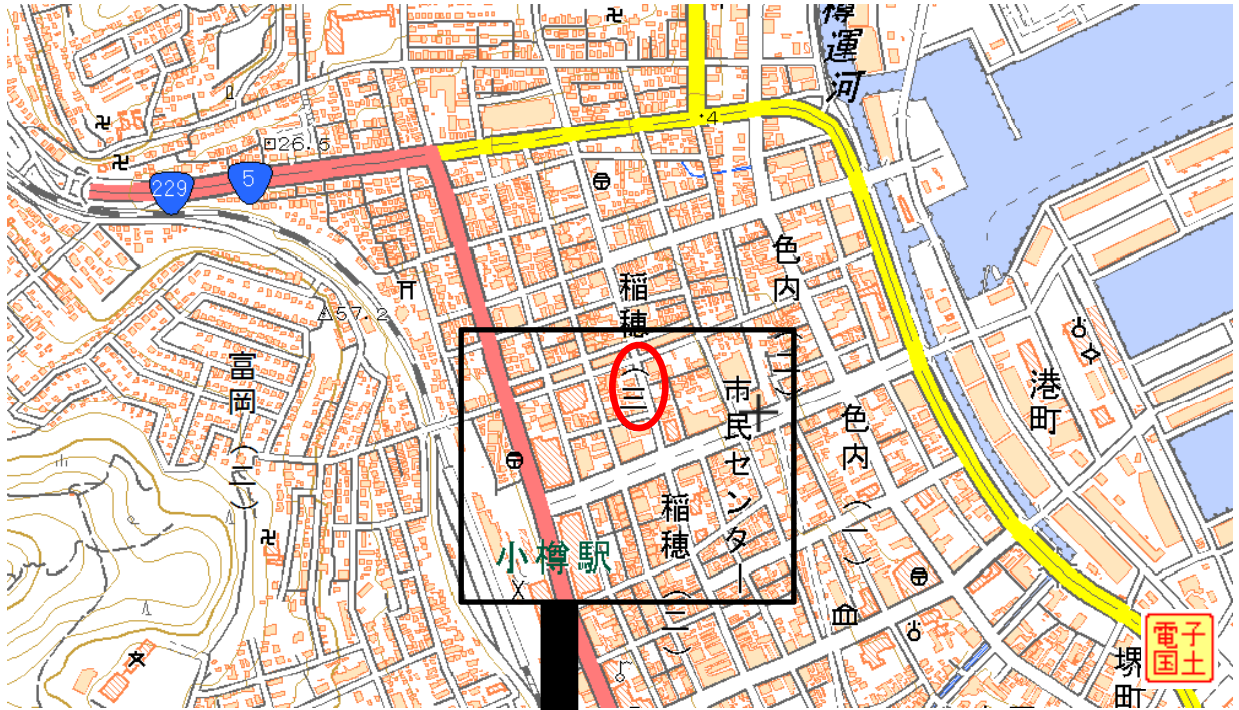 樽運河
・4
26.6
229
5
57.2
稲穂(三
色内(二)
富岡(二)
市民センター
港町
色内(一)
稲穂(二)
小樽駅
堺町
電子
国土